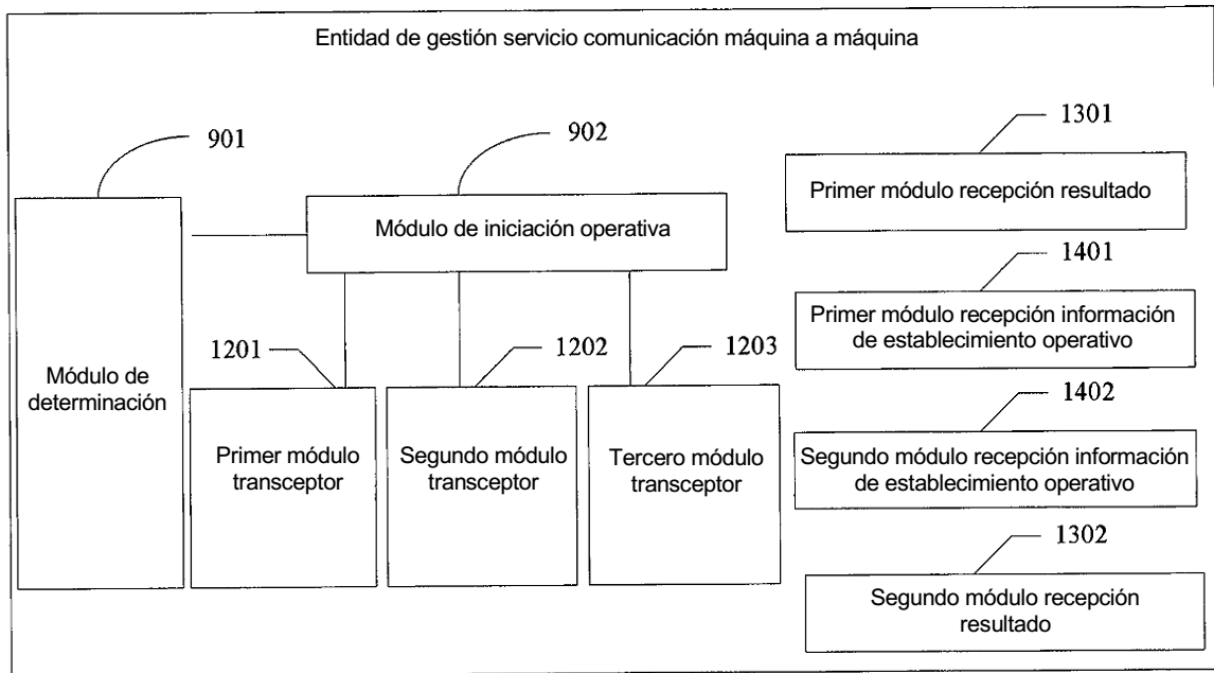 Entidad de gestión servicio comunicación máquina a máquina
901
902
1301
Módulo de iniciación operativa
Primer módulo recepción resultado
1401
Primer módulo recepción información
de establecimiento operativo
1201
1202
1203
Módulo de
determinación
1402
Primer módulo
transceptor
Segundo módulo
transceptor
Tercero módulo
transceptor
Segundo módulo recepción información
de establecimiento operativo
1302
Segundo módulo recepción
resultado